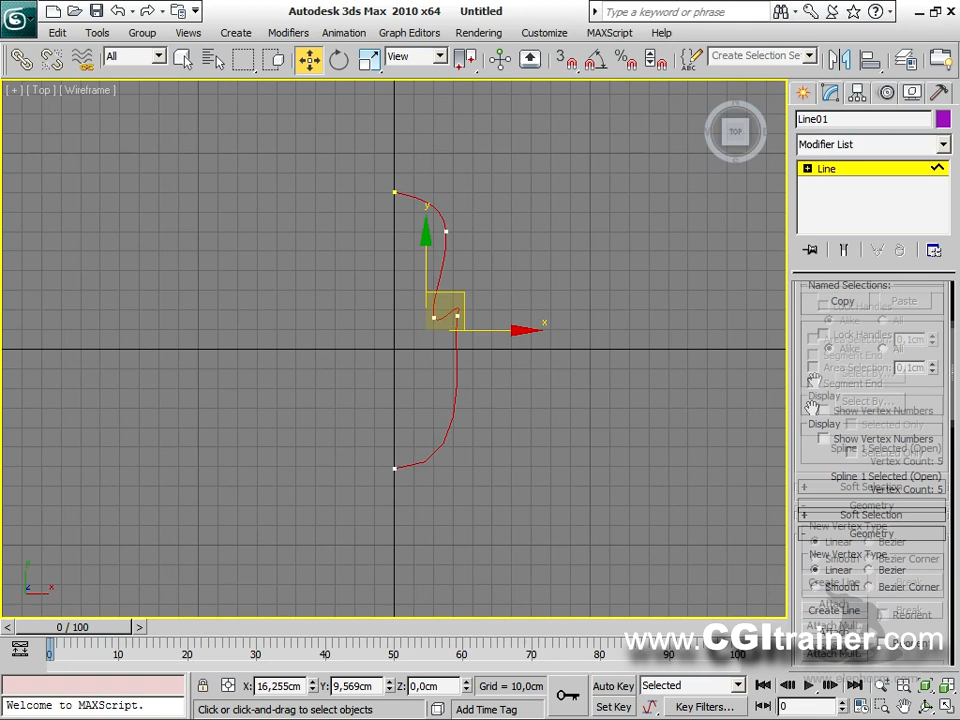 Autodesk 3ds Max 2010 x64 Untitled
Type a keyword or phrase
Edit Tools Group Views Create Modifiers Animation Graph Editors Rendering Customize MAXScript Help
All View 3 Create Selection Se
[ + ] [ Top ] [ Wireframe ]
TOP
Line01
Modifier List
Line
y
x
Named Selections:
Copy Paste
Lock Handles
Alike All
Area Selection: 0,1cm
Segment End
Select By...
Display
Show Vertex Numbers
Selected Only
Spline 1 Selected (Open)
Vertex Count: 5
Soft Selection
Geometry
New Vertex Type
Linear Bezier
Smooth Bezier Corner
Create Line Break
Attach Reorient
Attach Mult.
0 / 100
0 10 20 30 40 50 60 70 80 90 100
www.CGItrainer.com
X: 16,255cm Y: 9,569cm Z: 0,0cm Grid = 10,0cm Auto Key Selected
Welcome to MAXScript. Click or click-and-drag to select objects Add Time Tag Set Key Key Filters... 0